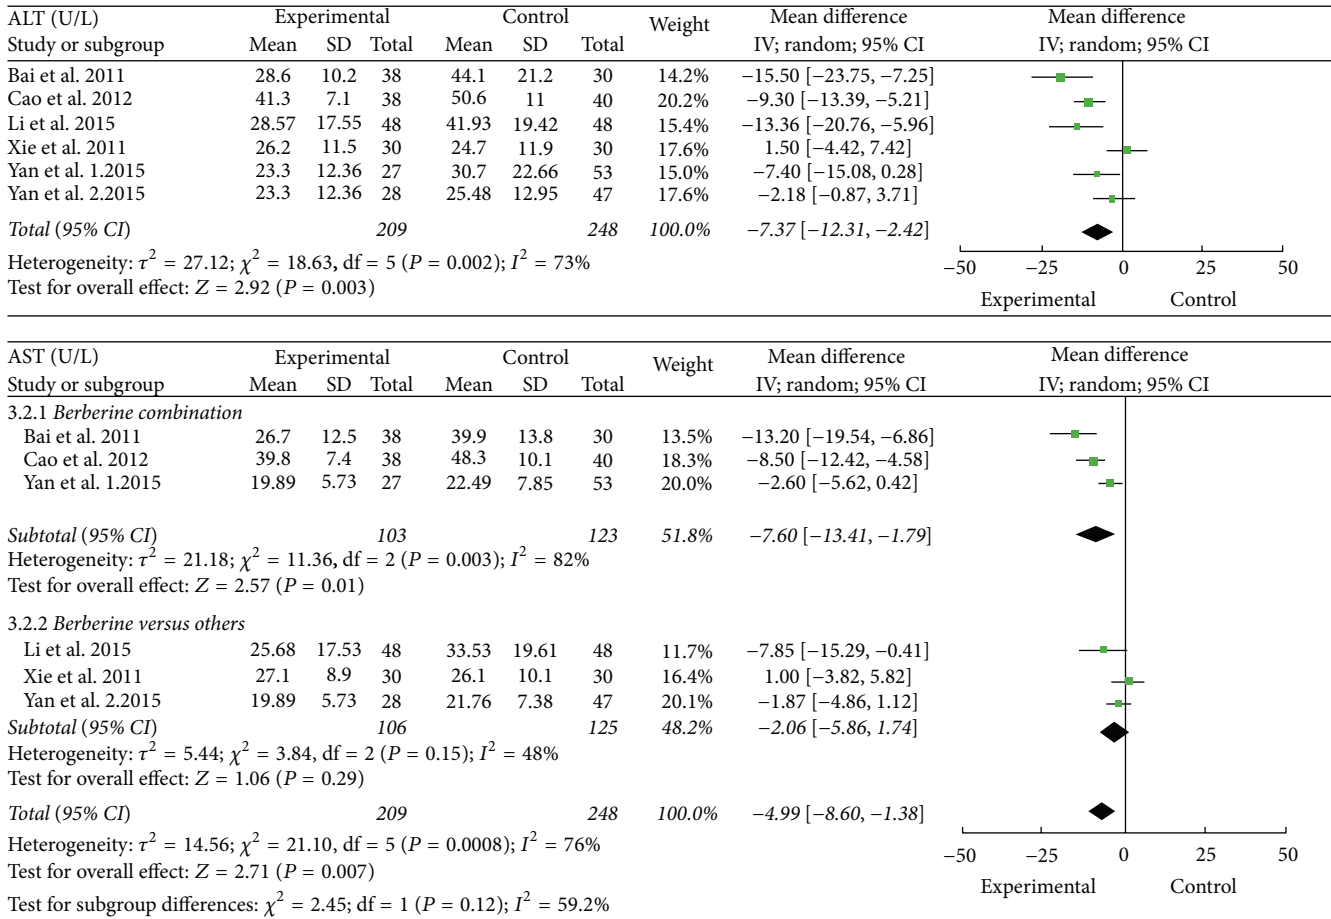 ALT (U/L) Experimental Control Weight Mean difference Mean difference
Study or subgroup Mean SD Total Mean SD Total IV; random; 95% CI IV; random; 95% CI
Bai et al. 2011 28.6 10.2 38 44.1 21.2 30 14.2% −15.50 [−23.75, −7.25]
Cao et al. 2012 41.3 7.1 38 50.6 11 40 20.2% −9.30 [−13.39, −5.21]
Li et al. 2015 28.57 17.55 48 41.93 19.42 48 15.4% −13.36 [−20.76, −5.96]
Xie et al. 2011 26.2 11.5 30 24.7 11.9 30 17.6% 1.50 [−4.42, 7.42]
Yan et al. 1.2015 23.3 12.36 27 30.7 22.66 53 15.0% −7.40 [−15.08, 0.28]
Yan et al. 2.2015 23.3 12.36 28 25.48 12.95 47 17.6% −2.18 [−0.87, 3.71]
Total (95% CI) 209 248 100.0% −7.37 [−12.31, −2.42]
Heterogeneity: τ² = 27.12; χ² = 18.63, df = 5 (P = 0.002); I² = 73%
Test for overall effect: Z = 2.92 (P = 0.003)
−50 −25 0 25 50
Experimental Control
AST (U/L) Experimental Control Weight Mean difference Mean difference
Study or subgroup Mean SD Total Mean SD Total IV; random; 95% CI IV; random; 95% CI
3.2.1 Berberine combination
Bai et al. 2011 26.7 12.5 38 39.9 13.8 30 13.5% −13.20 [−19.54, −6.86]
Cao et al. 2012 39.8 7.4 38 48.3 10.1 40 18.3% −8.50 [−12.42, −4.58]
Yan et al. 1.2015 19.89 5.73 27 22.49 7.85 53 20.0% −2.60 [−5.62, 0.42]
Subtotal (95% CI) 103 123 51.8% −7.60 [−13.41, −1.79]
Heterogeneity: τ² = 21.18; χ² = 11.36, df = 2 (P = 0.003); I² = 82%
Test for overall effect: Z = 2.57 (P = 0.01)
3.2.2 Berberine versus others
Li et al. 2015 25.68 17.53 48 33.53 19.61 48 11.7% −7.85 [−15.29, −0.41]
Xie et al. 2011 27.1 8.9 30 26.1 10.1 30 16.4% 1.00 [−3.82, 5.82]
Yan et al. 2.2015 19.89 5.73 28 21.76 7.38 47 20.1% −1.87 [−4.86, 1.12]
Subtotal (95% CI) 106 125 48.2% −2.06 [−5.86, 1.74]
Heterogeneity: τ² = 5.44; χ² = 3.84, df = 2 (P = 0.15); I² = 48%
Test for overall effect: Z = 1.06 (P = 0.29)
Total (95% CI) 209 248 100.0% −4.99 [−8.60, −1.38]
Heterogeneity: τ² = 14.56; χ² = 21.10, df = 5 (P = 0.0008); I² = 76%
−50 −25 0 25 50
Test for overall effect: Z = 2.71 (P = 0.007)
Experimental Control
Test for subgroup differences: χ² = 2.45; df = 1 (P = 0.12); I² = 59.2%